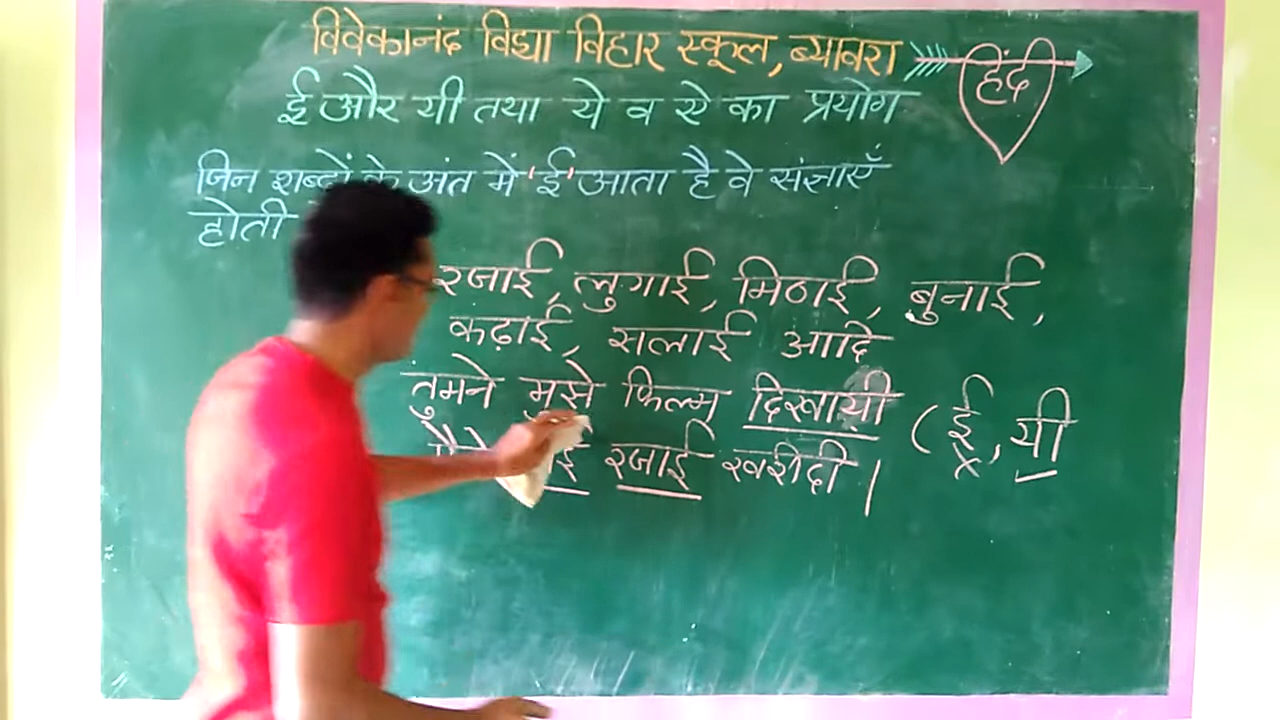 विवेकानंद विद्या विहार स्कूल, ब्यावरा
हिंदी
ई और यी तथा ये व ऐ का प्रयोग
जिन शब्दों के अंत में 'ई' आता है वे संज्ञाएँ
होती
रजाई, लुगाई, मिठाई, बुनाई,
कढ़ाई, सलाई आदि
तुमने मुझे फिल्म दिखायी (ई, यी
रजाई खरीदी।